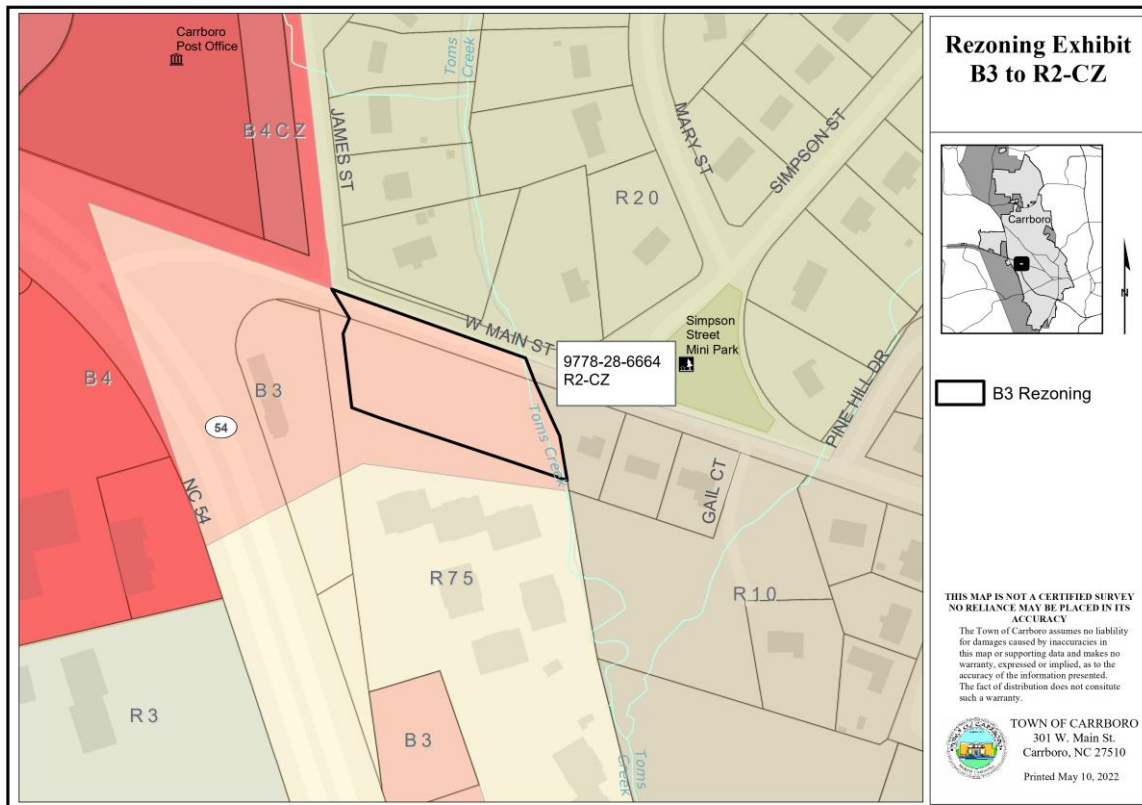 Carrboro
Post Office
B4CZ
JAMES ST
Toms
Creek
MARY ST
SIMPSON ST
R20
B4
B3
54
NC 54
W MAIN ST
Simpson
Street
Mini Park
9778-28-6664
R2-CZ
Toms Creek
PINE HILL DR
GAIL CT
R75
R10
R3
B3
Toms
Creek
Rezoning Exhibit
B3 to R2-CZ
Carrboro
N
B3 Rezoning
THIS MAP IS NOT A CERTIFIED SURVEY
NO RELIANCE MAY BE PLACED IN ITS
ACCURACY
The Town of Carrboro assumes no liablility
for damages caused by inaccuracies in
this map or supporting data and makes no
warranty, expressed or implied, as to the
accuracy of the information presented.
The fact of distribution does not consitute
such a warranty.
TOWN OF CARRBORO
301 W. Main St.
Carrboro, NC 27510
Printed May 10, 2022